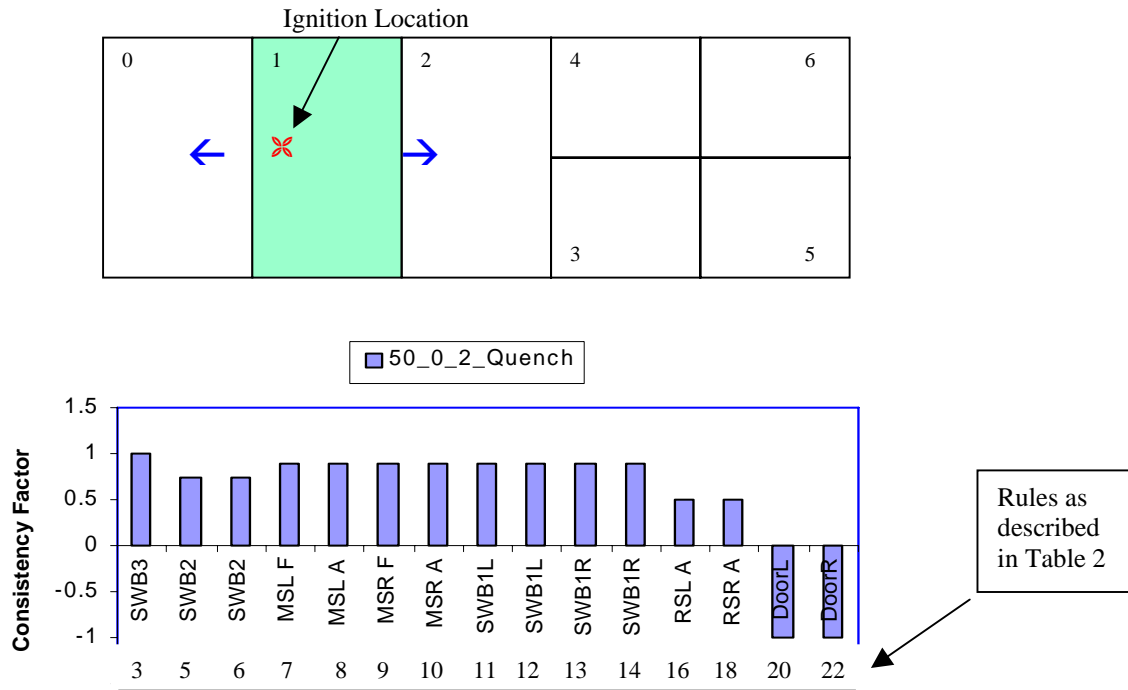 Ignition Location
0 1 2 4 6
3 5
50_0_2_Quench
1.5
1
0.5
0
-0.5
-1
Consistency Factor
SWB3
SWB2
SWB2
MSL F
MSL A
MSR F
MSR A
SWB1L
SWB1L
SWB1R
SWB1R
RSL A
RSR A
DoorL
DoorR
3 5 6 7 8 9 10 11 12 13 14 16 18 20 22
Rules as
described
in Table 2